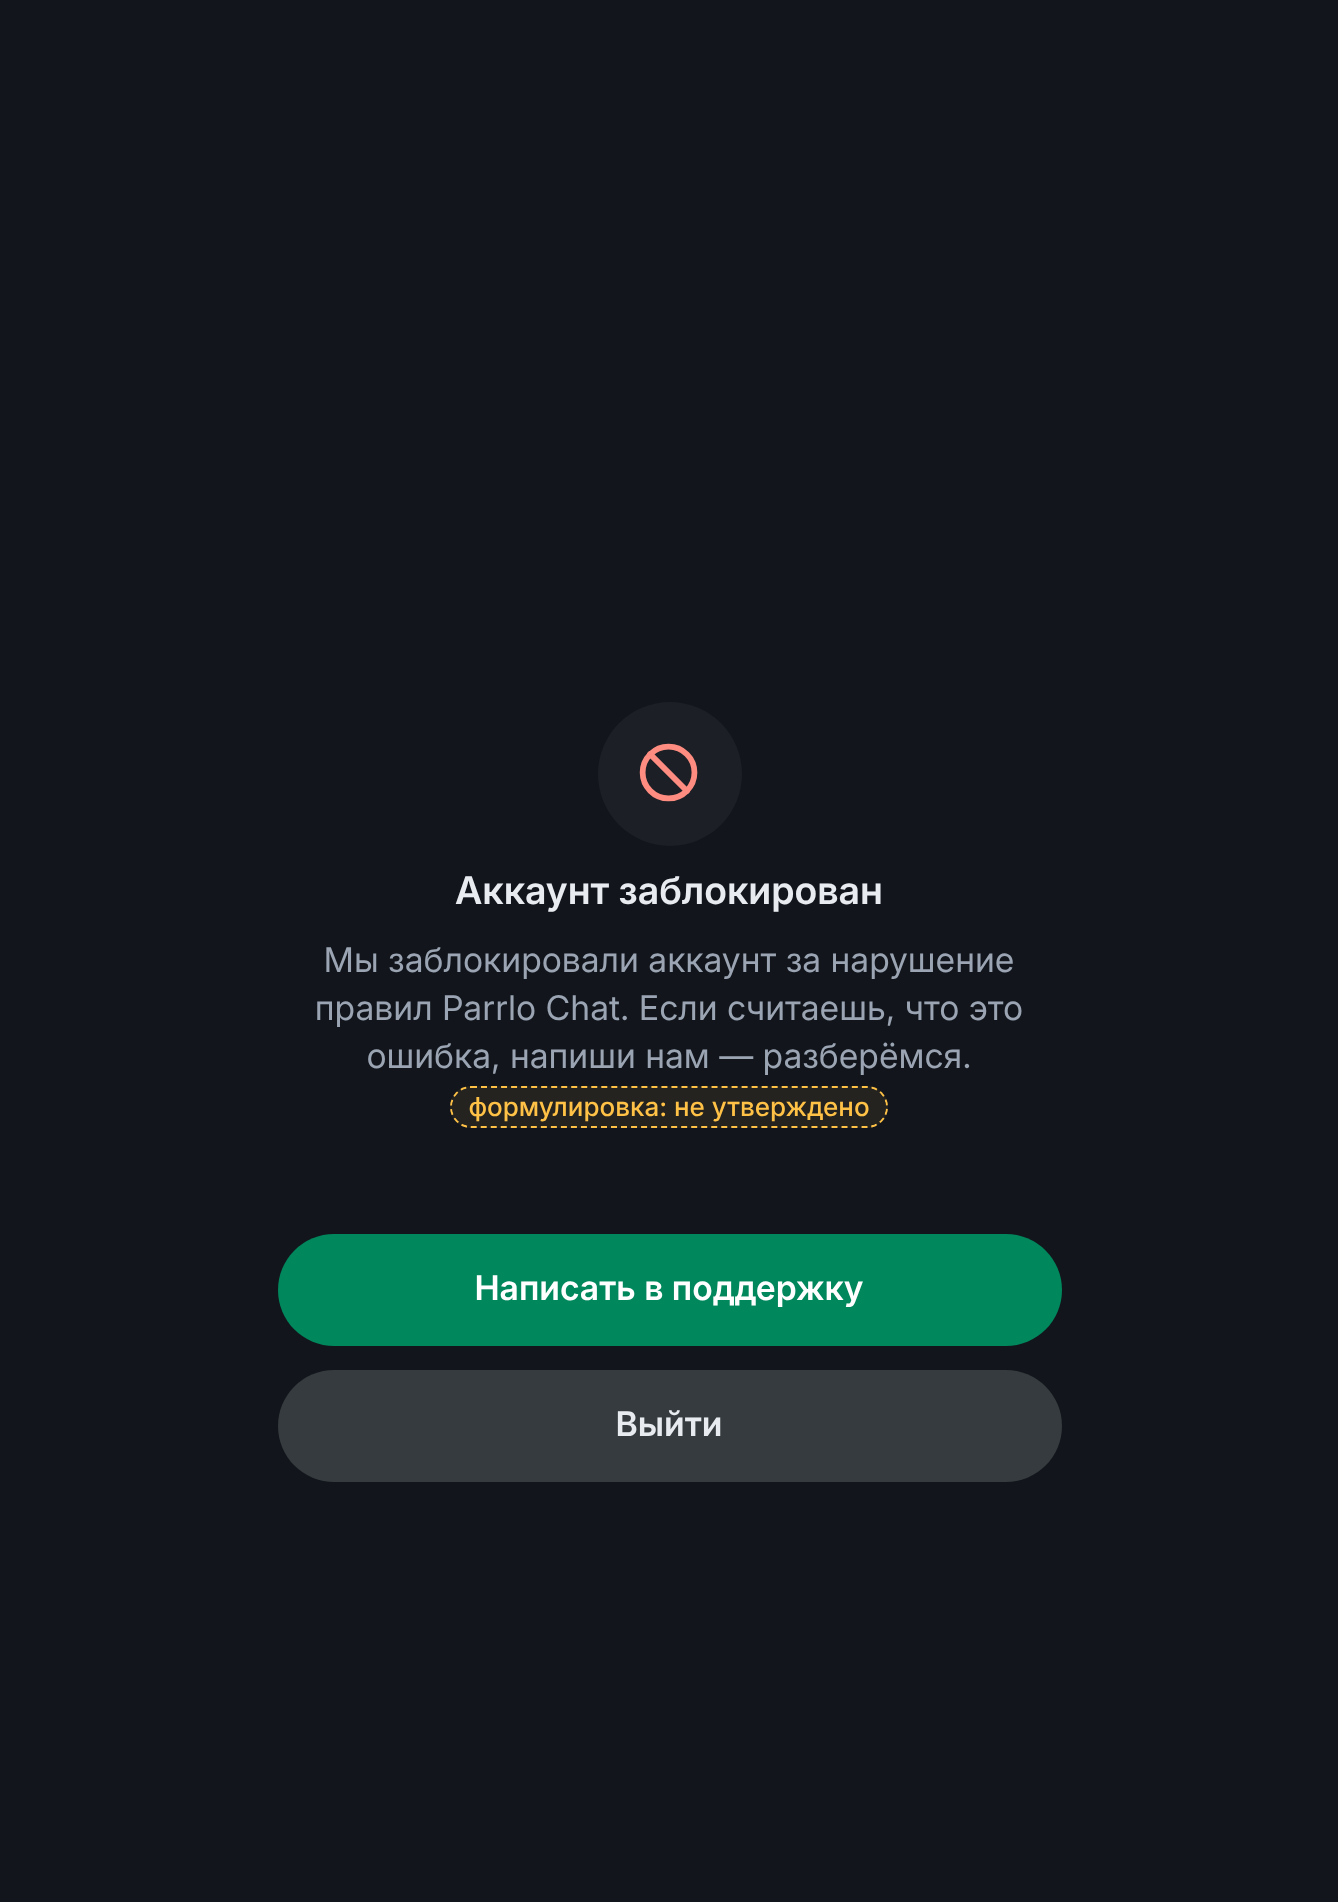 Аккаунт заблокирован
Мы заблокировали аккаунт за нарушение
правил Parrlo Chat. Если считаешь, что это
ошибка, напиши нам — разберёмся.
формулировка: не утверждено
Написать в поддержку
Выйти